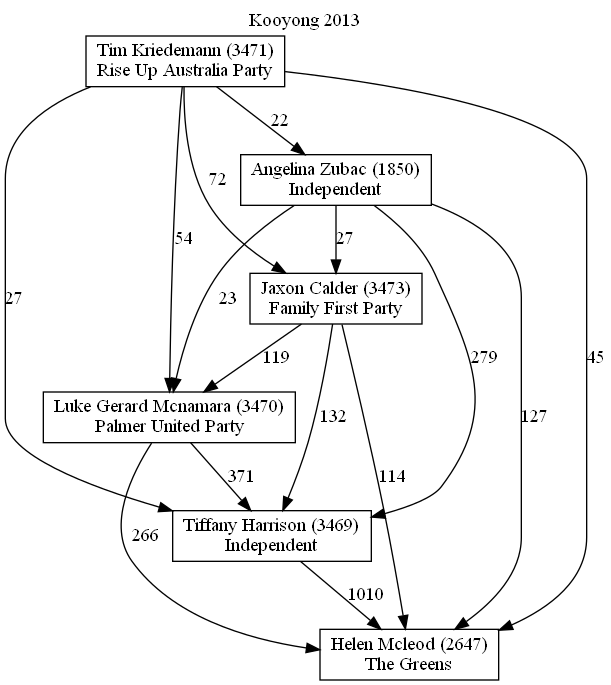 Kooyong 2013
Tim Kriedemann (3471)
Rise Up Australia Party
22
Angelina Zubac (1850)
Independent
72
54
27
23
27
Jaxon Calder (3473)
Family First Party
279
45
119
Luke Gerard Mcnamara (3470)
Palmer United Party
132
127
371
114
266
Tiffany Harrison (3469)
Independent
1010
Helen Mcleod (2647)
The Greens